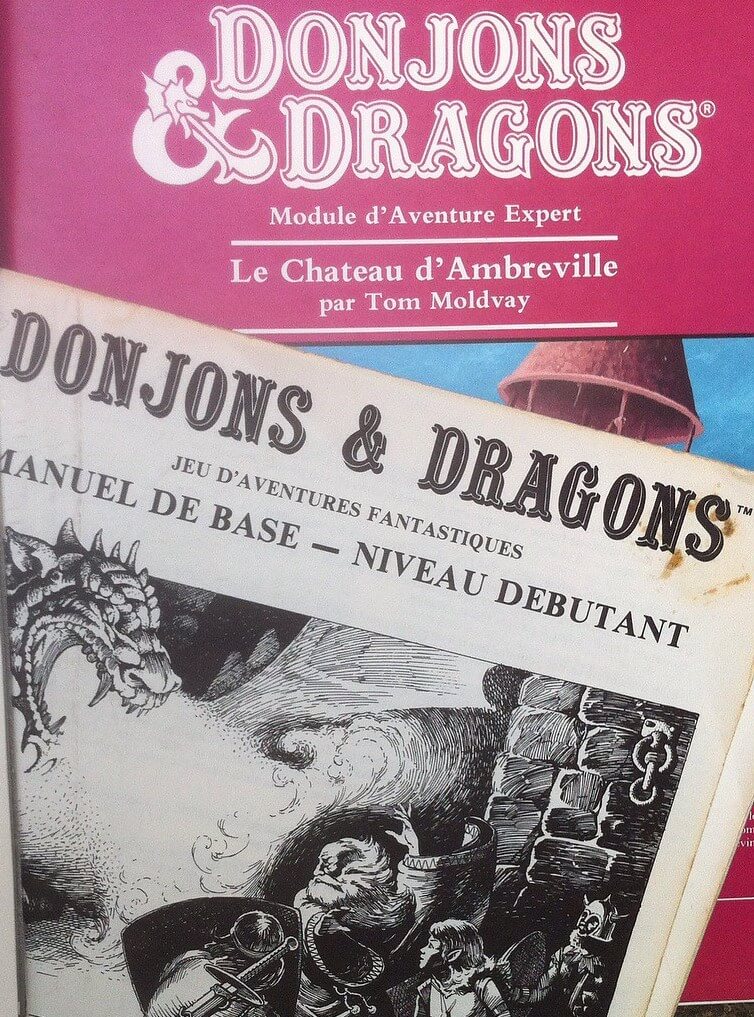 DONJONS
& DRAGONS®
Module d'Aventure Expert
Le Chateau d'Ambreville
par Tom Moldvay
DONJONS & DRAGONS™
JEU D'AVENTURES FANTASTIQUES
MANUEL DE BASE — NIVEAU DEBUTANT